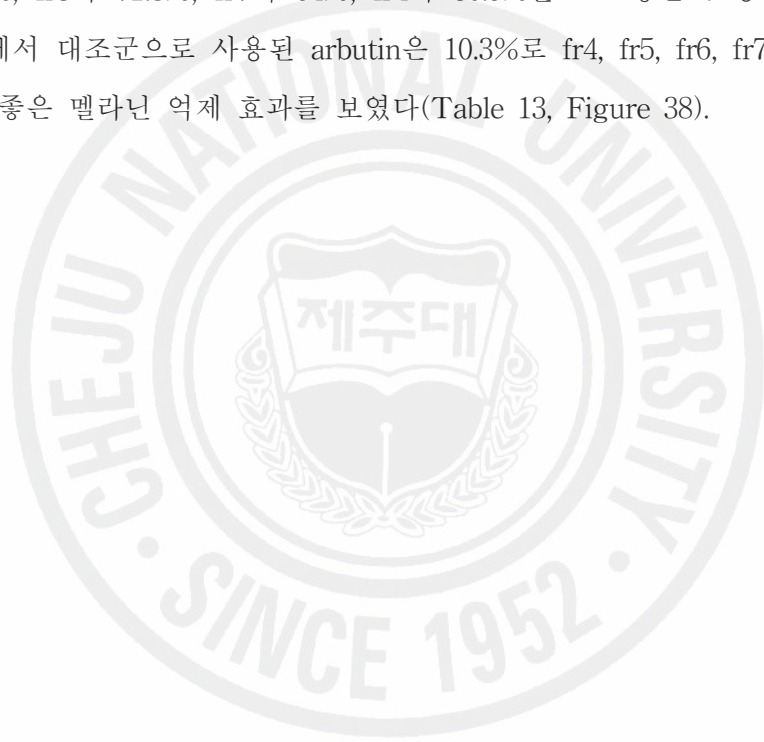 에서 대조군으로 사용된 arbutin은 10.3%로 fr4, fr5, fr6, fr7
좋은 멜라닌 억제 효과를 보였다(Table 13, Figure 38).
CHEJU NATIONAL UNIVERSITY
제주대
· SINCE 1952 ·